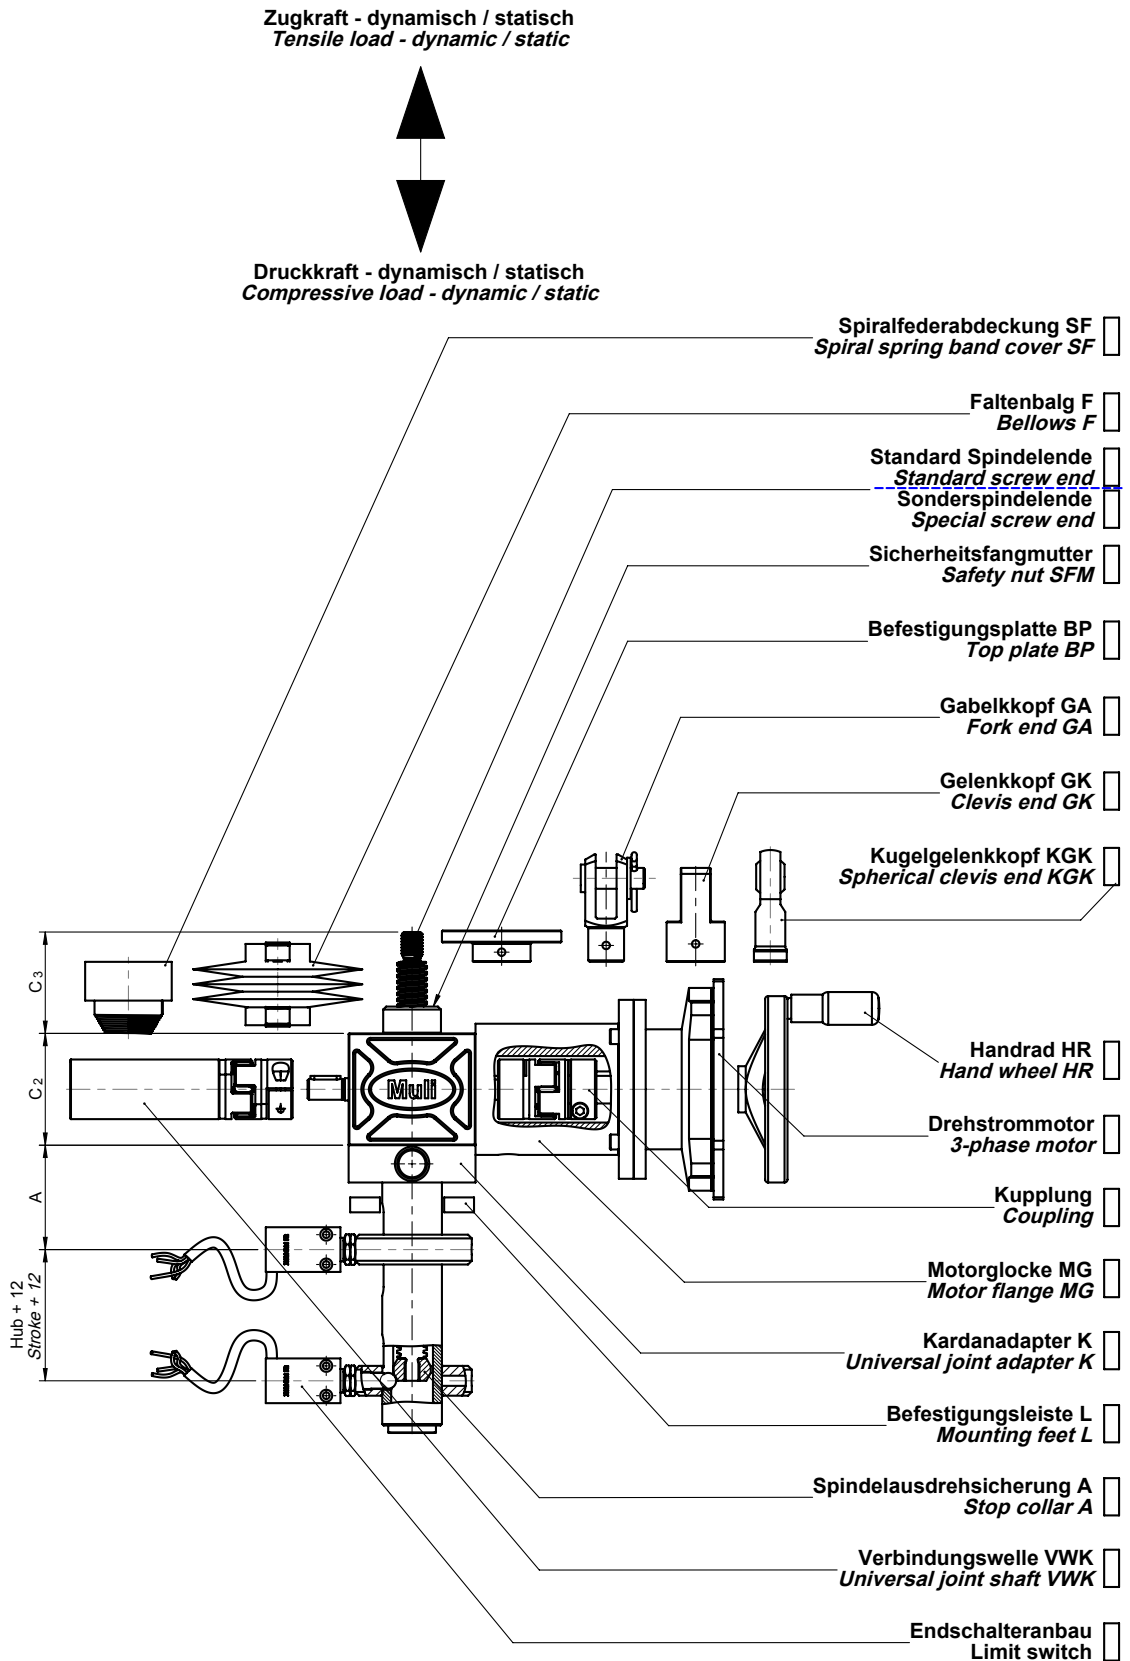 Zugkraft - dynamisch / statisch
Tensile load - dynamic / static
Druckkraft - dynamisch / statisch
Compressive load - dynamic / static
Spiralfederabdeckung SF
Spiral spring band cover SF
Faltenbalg F
Bellows F
Standard Spindelende
Standard screw end
Sonderspindelende
Special screw end
Sicherheitsfangmutter
Safety nut SFM
Befestigungsplatte BP
Top plate BP
Gabelkkopf GA
Fork end GA
Gelenkkopf GK
Clevis end GK
Kugelgelenkkopf KGK
Spherical clevis end KGK
C3
C2
A
Hub + 12
Stroke + 12
Muli
Handrad HR
Hand wheel HR
Drehstrommotor
3-phase motor
Kupplung
Coupling
Motorglocke MG
Motor flange MG
Kardanadapter K
Universal joint adapter K
Befestigungsleiste L
Mounting feet L
Spindelausdrehsicherung A
Stop collar A
Verbindungswelle VWK
Universal joint shaft VWK
Endschalteranbau
Limit switch